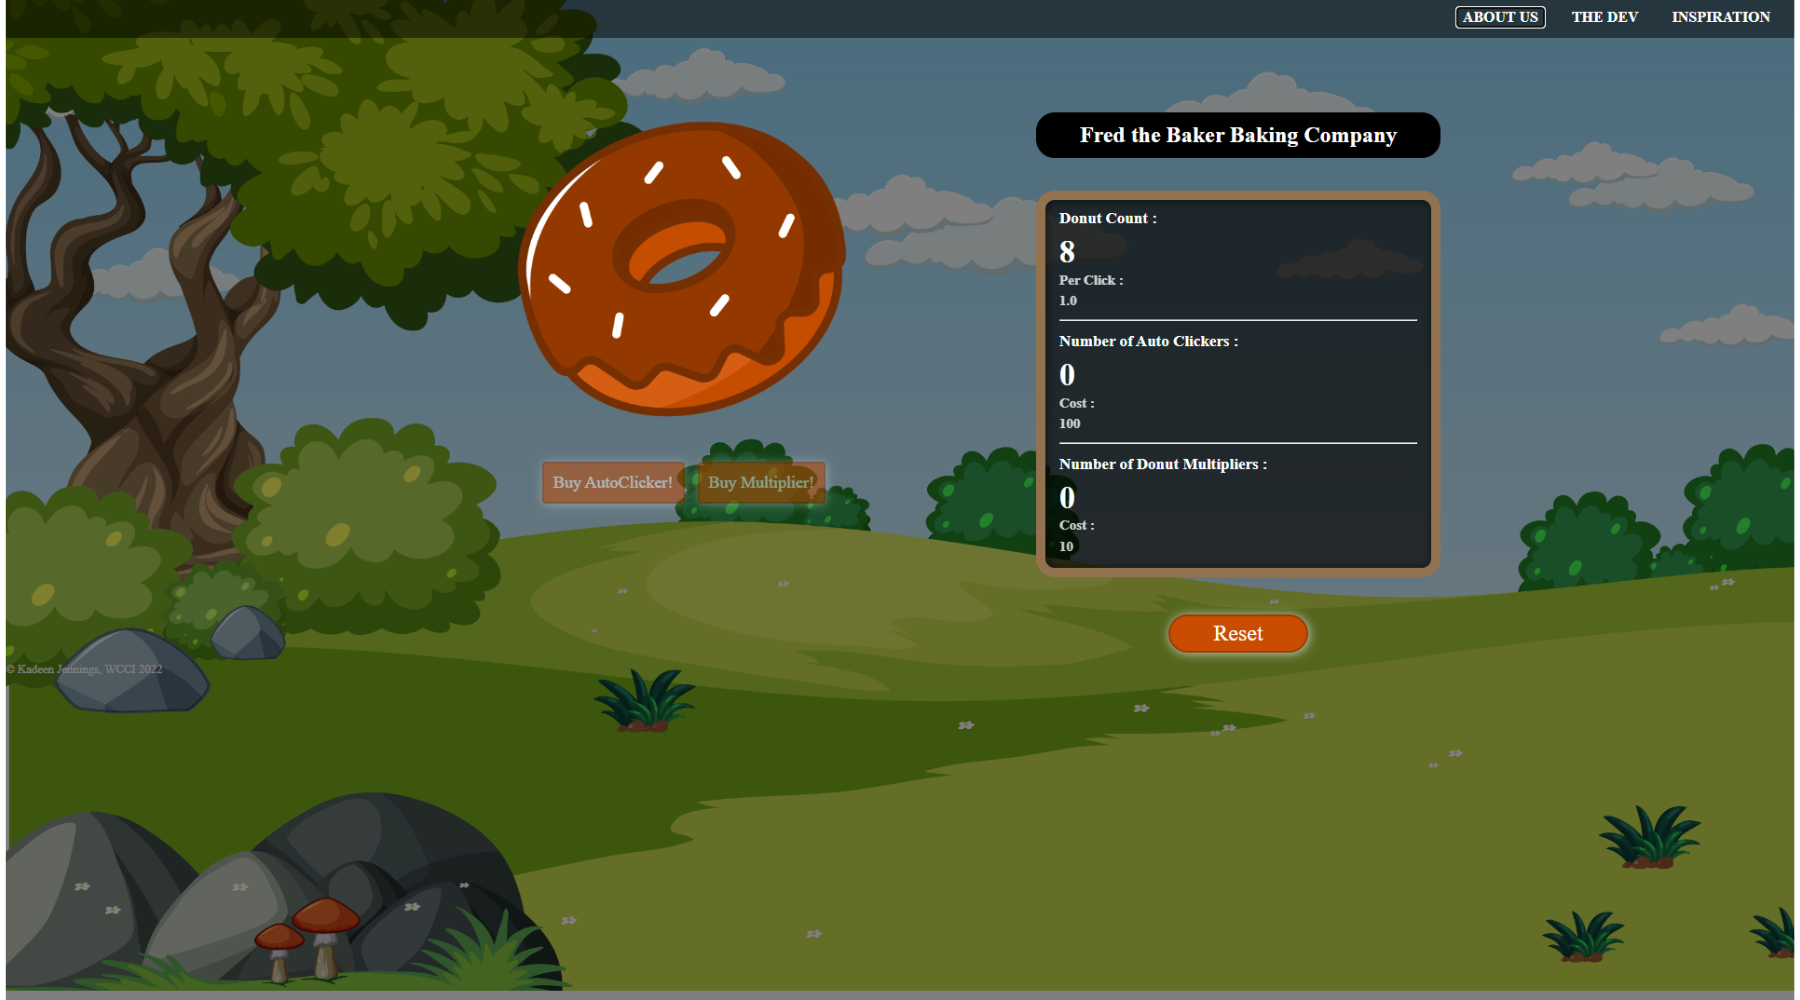 ABOUT US THE DEV INSPIRATION
Fred the Baker Baking Company
Donut Count :
8
Per Click :
1.0
Number of Auto Clickers :
0
Cost :
100
Number of Donut Multipliers :
0
Cost :
10
Buy AutoClicker! Buy Multiplier!
Reset
© Kadeen Jennings, WCCI 2022